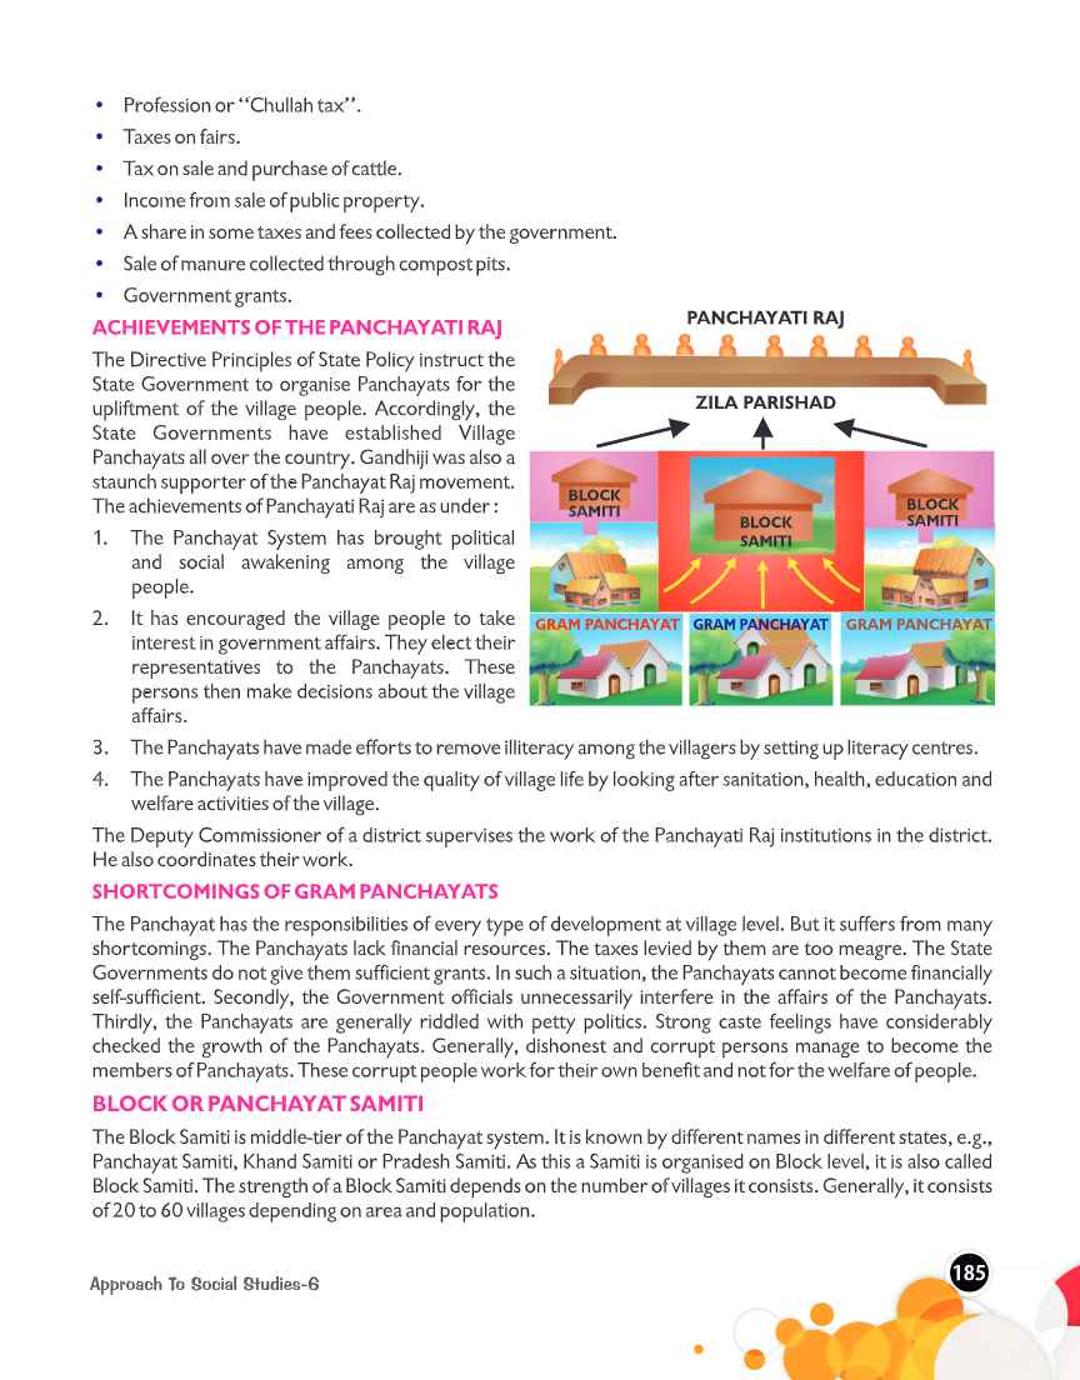 • Profession or “Chullah tax”.
• Taxes on fairs.
• Tax on sale and purchase of cattle.
• Income from sale of public property.
• A share in some taxes and fees collected by the government.
• Sale of manure collected through compost pits.
• Government grants.
ACHIEVEMENTS OF THE PANCHAYATI RAJ
The Directive Principles of State Policy instruct the
State Government to organise Panchayats for the
upliftment of the village people. Accordingly, the
State Governments have established Village
Panchayats all over the country. Gandhiji was also a
staunch supporter of the Panchayat Raj movement.
The achievements of Panchayati Raj are as under :
1. The Panchayat System has brought political
and social awakening among the village
people.
2. It has encouraged the village people to take
interest in government affairs. They elect their
representatives to the Panchayats. These
persons then make decisions about the village
affairs.
PANCHAYATI RAJ
ZILA PARISHAD
BLOCK
SAMITI
BLOCK
SAMITI
BLOCK
SAMITI
GRAM PANCHAYAT
GRAM PANCHAYAT
GRAM PANCHAYAT
3. The Panchayats have made efforts to remove illiteracy among the villagers by setting up literacy centres.
4. The Panchayats have improved the quality of village life by looking after sanitation, health, education and
welfare activities of the village.
The Deputy Commissioner of a district supervises the work of the Panchayati Raj institutions in the district.
He also coordinates their work.
SHORTCOMINGS OF GRAM PANCHAYATS
The Panchayat has the responsibilities of every type of development at village level. But it suffers from many
shortcomings. The Panchayats lack financial resources. The taxes levied by them are too meagre. The State
Governments do not give them sufficient grants. In such a situation, the Panchayats cannot become financially
self-sufficient. Secondly, the Government officials unnecessarily interfere in the affairs of the Panchayats.
Thirdly, the Panchayats are generally riddled with petty politics. Strong caste feelings have considerably
checked the growth of the Panchayats. Generally, dishonest and corrupt persons manage to become the
members of Panchayats. These corrupt people work for their own benefit and not for the welfare of people.
BLOCK OR PANCHAYAT SAMITI
The Block Samiti is middle-tier of the Panchayat system. It is known by different names in different states, e.g.,
Panchayat Samiti, Khand Samiti or Pradesh Samiti. As this a Samiti is organised on Block level, it is also called
Block Samiti. The strength of a Block Samiti depends on the number of villages it consists. Generally, it consists
of 20 to 60 villages depending on area and population.
Approach To Social Studies-6
185